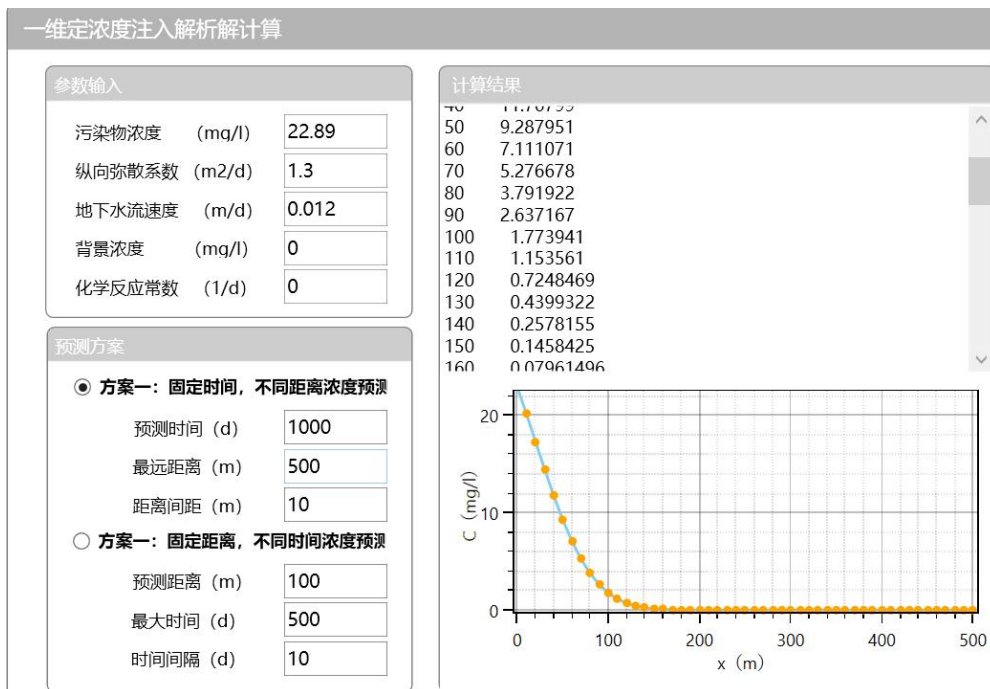 一维定浓度注入解析解计算
参数输入
污染物浓度 (mg/l) 22.89
纵向弥散系数 (m2/d) 1.3
地下水流速度 (m/d) 0.012
背景浓度 (mg/l) 0
化学反应常数 (1/d) 0
预测方案
方案一：固定时间，不同距离浓度预测
预测时间 (d) 1000
最远距离 (m) 500
距离间距 (m) 10
方案一：固定距离，不同时间浓度预测
预测距离 (m) 100
最大时间 (d) 500
时间间隔 (d) 10
计算结果
40 11.76799
50 9.287951
60 7.111071
70 5.276678
80 3.791922
90 2.637167
100 1.773941
110 1.153561
120 0.7248469
130 0.4399322
140 0.2578155
150 0.1458425
160 0.07961496
C (mg/l)
20
10
0
0 100 200 300 400 500
x (m)